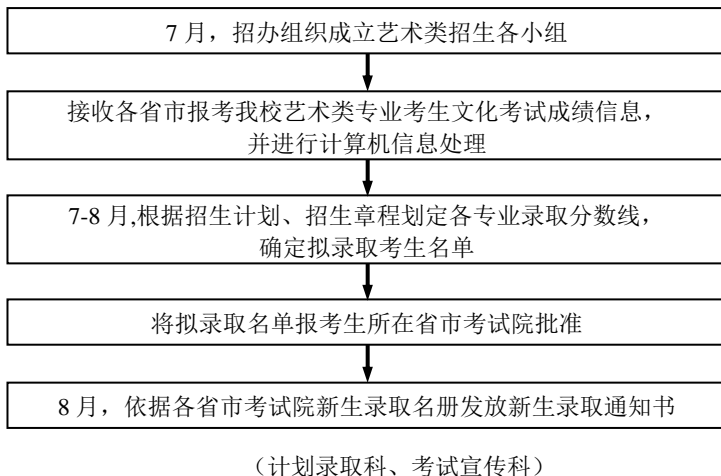 7 月，招办组织成立艺术类招生各小组
接收各省市报考我校艺术类专业考生文化考试成绩信息，
并进行计算机信息处理
7-8 月,根据招生计划、招生章程划定各专业录取分数线，
确定拟录取考生名单
将拟录取名单报考生所在省市考试院批准
8 月，依据各省市考试院新生录取名册发放新生录取通知书
（计划录取科、考试宣传科）